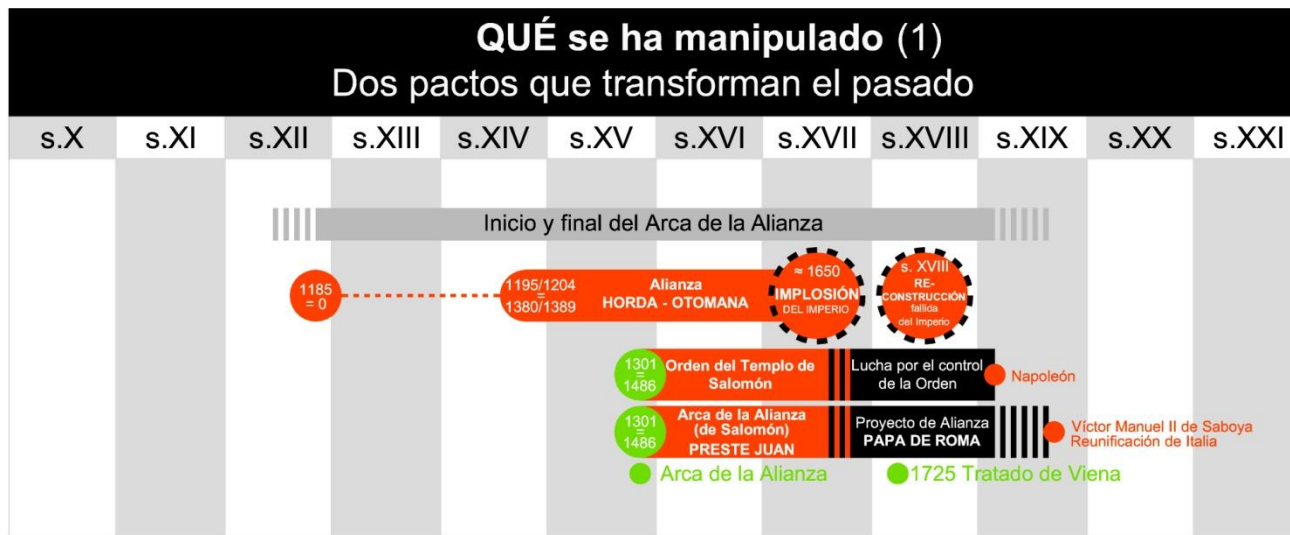 QUÉ se ha manipulado (1)
Dos pactos que transforman el pasado
s.X s.XI s.XII s.XIII s.XIV s.XV s.XVI s.XVII s.XVIII s.XIX s.XX s.XXI
Inicio y final del Arca de la Alianza
1185
= 0
1195/1204
=
1380/1389
Alianza
HORDA - OTOMANA
≈ 1650
IMPLOSIÓN
DEL IMPERIO
s. XVIII
RE-
CONSTRUCCIÓN
fallida
del Imperio
1301
=
1486
Orden del Templo de
Salomón
Lucha por el control
de la Orden
Napoleón
1301
=
1486
Arca de la Alianza
(de Salomón)
PRESTE JUAN
Proyecto de Alianza
PAPA DE ROMA
Víctor Manuel II de Saboya
Reunificación de Italia
Arca de la Alianza
1725 Tratado de Viena